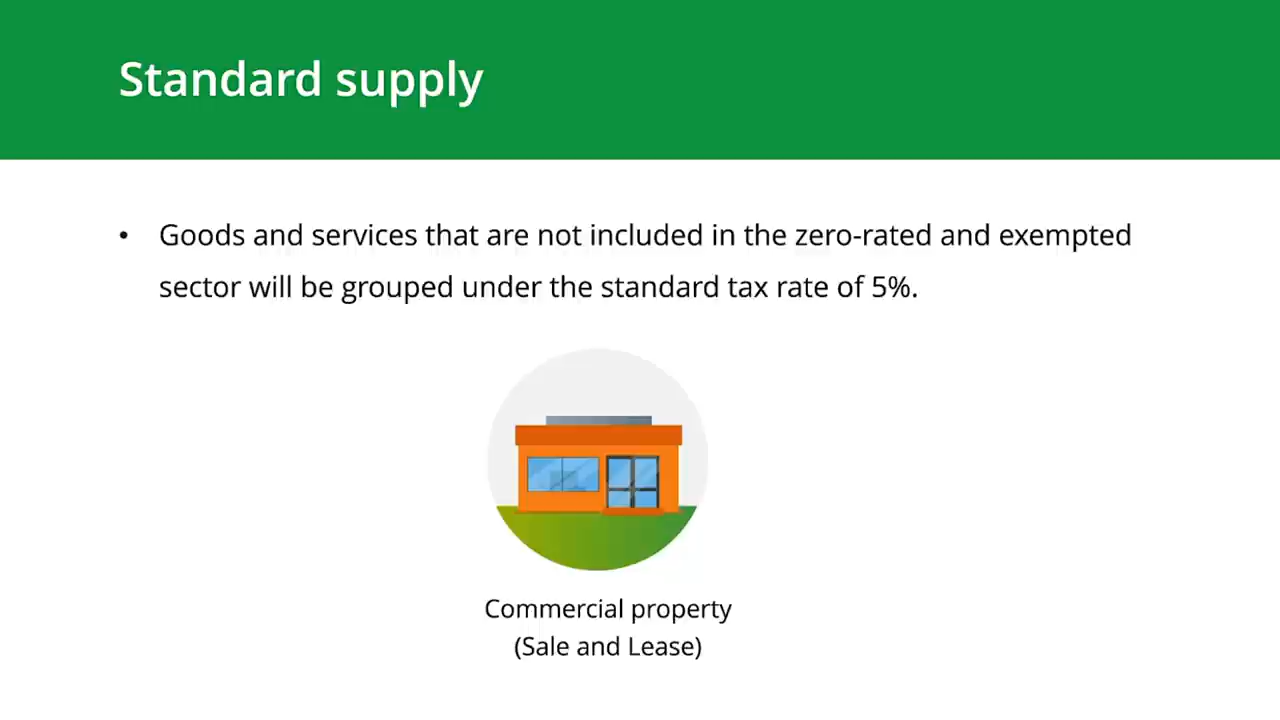 Standard supply
• Goods and services that are not included in the zero-rated and exempted
sector will be grouped under the standard tax rate of 5%.
Commercial property
(Sale and Lease)